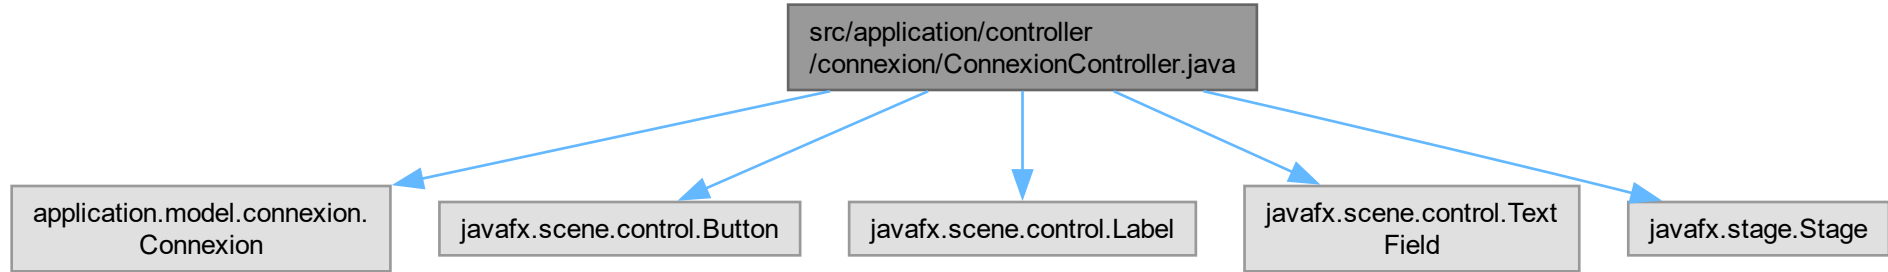 src/application/controller
/connexion/ConnexionController.java
application.model.connexion.
Connexion
javafx.scene.control.Button
javafx.scene.control.Label
javafx.scene.control.Text
Field
javafx.stage.Stage